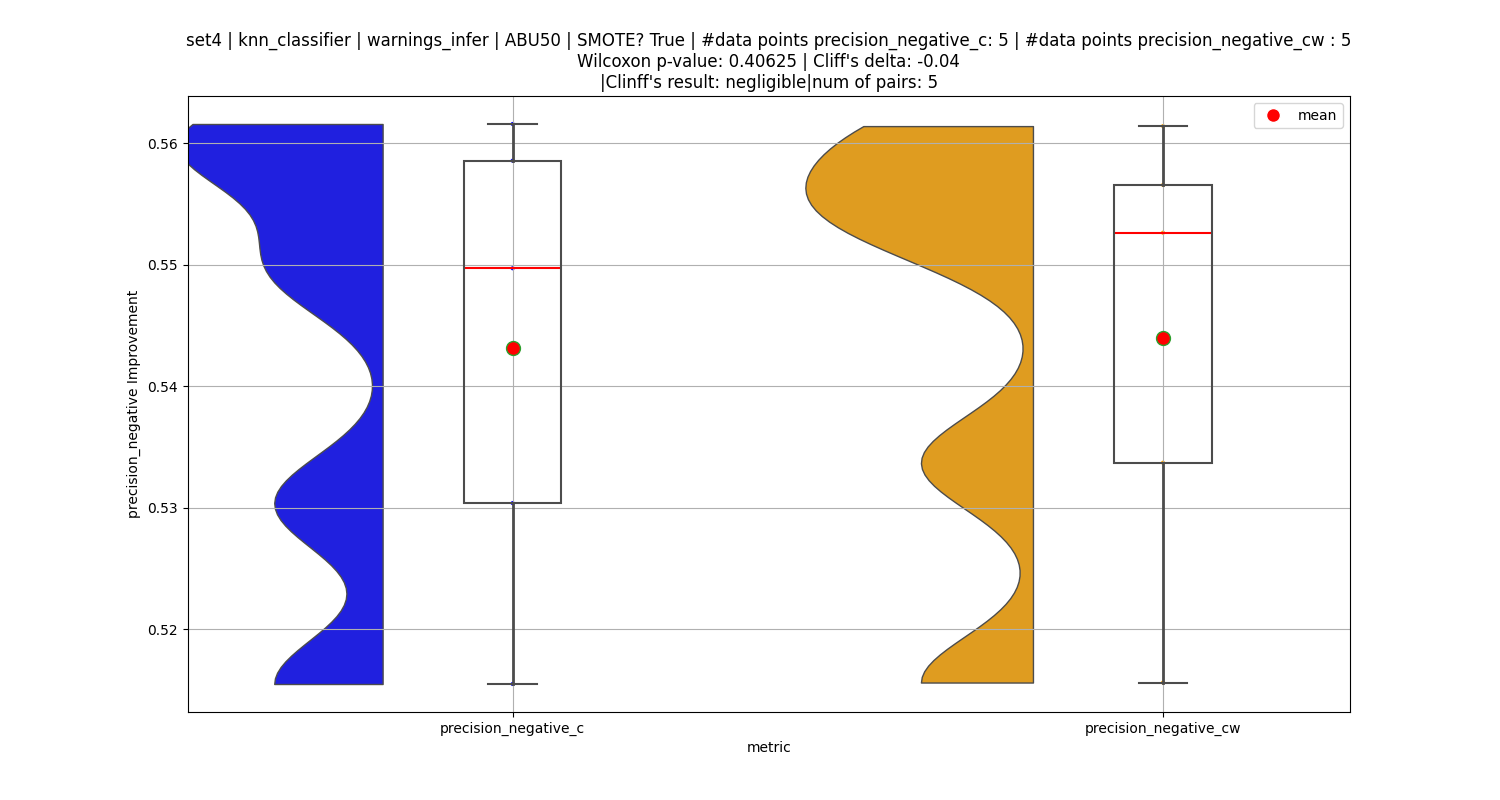 set4 | knn_classifier | warnings_infer | ABU50 | SMOTE? True | #data points precision_negative_c: 5 | #data points precision_negative_cw : 5
Wilcoxon p-value: 0.40625 | Cliff's delta: -0.04
|Clinff's result: negligible|num of pairs: 5
mean
0.56
0.55
0.54
0.53
0.52
precision_negative Improvement
precision_negative_c
precision_negative_cw
metric